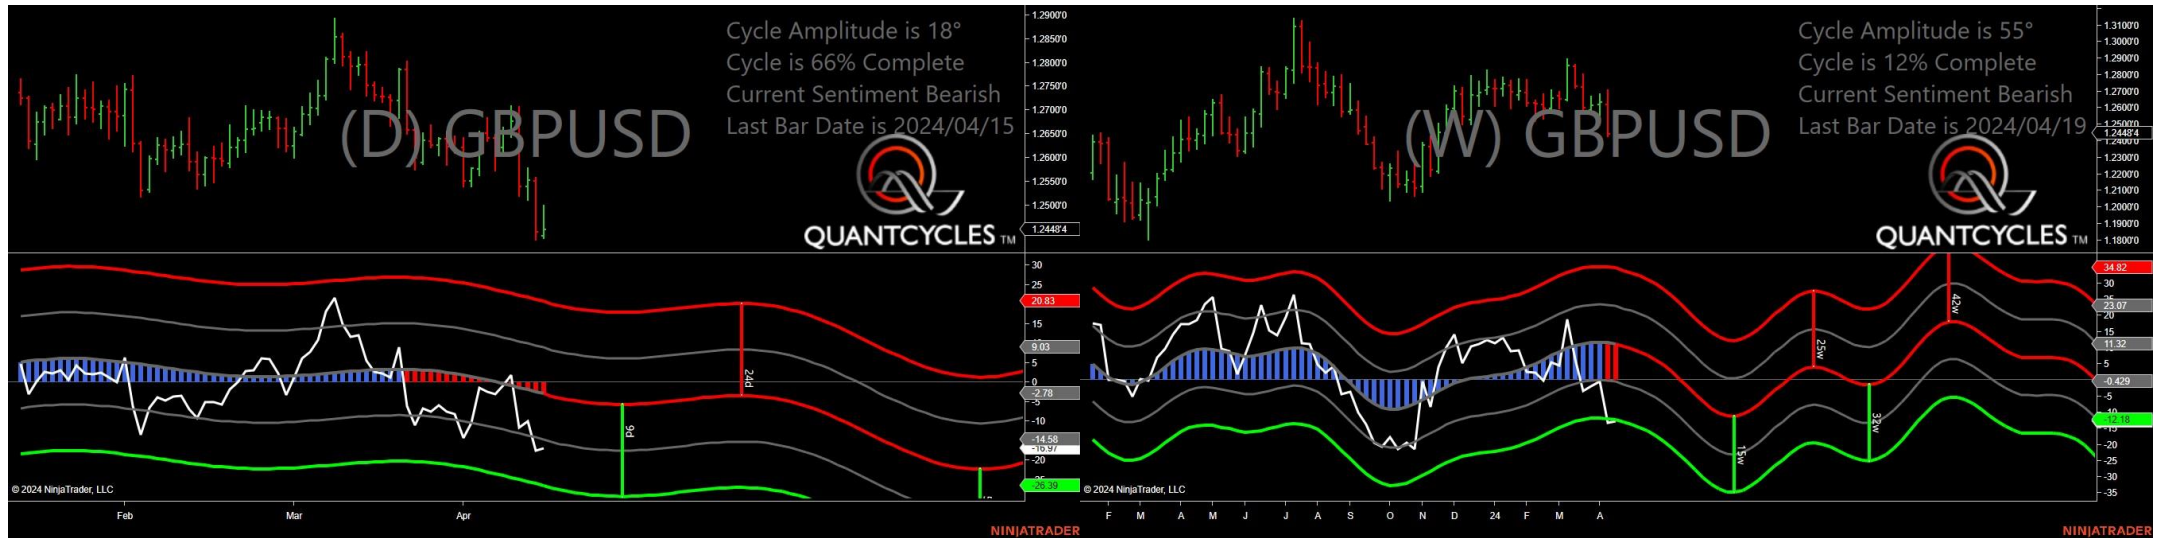 Cycle Amplitude is 18°
Cycle is 66% Complete
Current Sentiment Bearish
Last Bar Date is 2024/04/15
(D) GBPUSD
QUANTCYCLES TM
1.2900'0
1.2850'0
1.2800'0
1.2750'0
1.2700'0
1.2650'0
1.2600'0
1.2550'0
1.2500'0
1.2448'4
30
20.83
15
9.03
5
0
-2.78
-5
-10
-14.58
-16.97
-20
-26.39
24d
9d
© 2024 NinjaTrader, LLC
Feb Mar Apr
NINJATRADER
Cycle Amplitude is 55°
Cycle is 12% Complete
Current Sentiment Bearish
Last Bar Date is 2024/04/19
(W) GBPUSD
QUANTCYCLES TM
1.3100'0
1.3000'0
1.2900'0
1.2800'0
1.2700'0
1.2600'0
1.2448'4
1.2300'0
1.2200'0
1.2100'0
1.2000'0
1.1900'0
1.1800'0
34.82
30
23.07
20
15
11.32
5
-0.429
-5
-12.18
-20
-25
-30
-35
25w
42w
15w
32w
© 2024 NinjaTrader, LLC
F M A M J J A S O N D 24 F M A
NINJATRADER